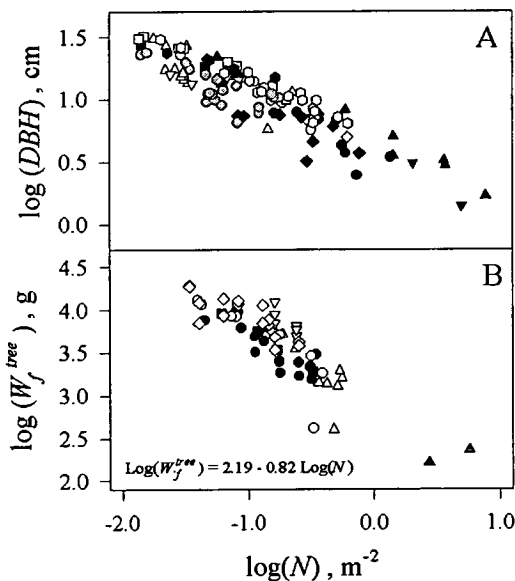 A
log (DBH) , cm
1.5
1.0
0.5
0.0
B
log (W_f^tree) , g
4.5
4.0
3.5
3.0
2.5
2.0
Log(W_f^tree) = 2.19 - 0.82 Log(N)
-2.0 -1.0 0.0 1.0
log(N) , m^-2